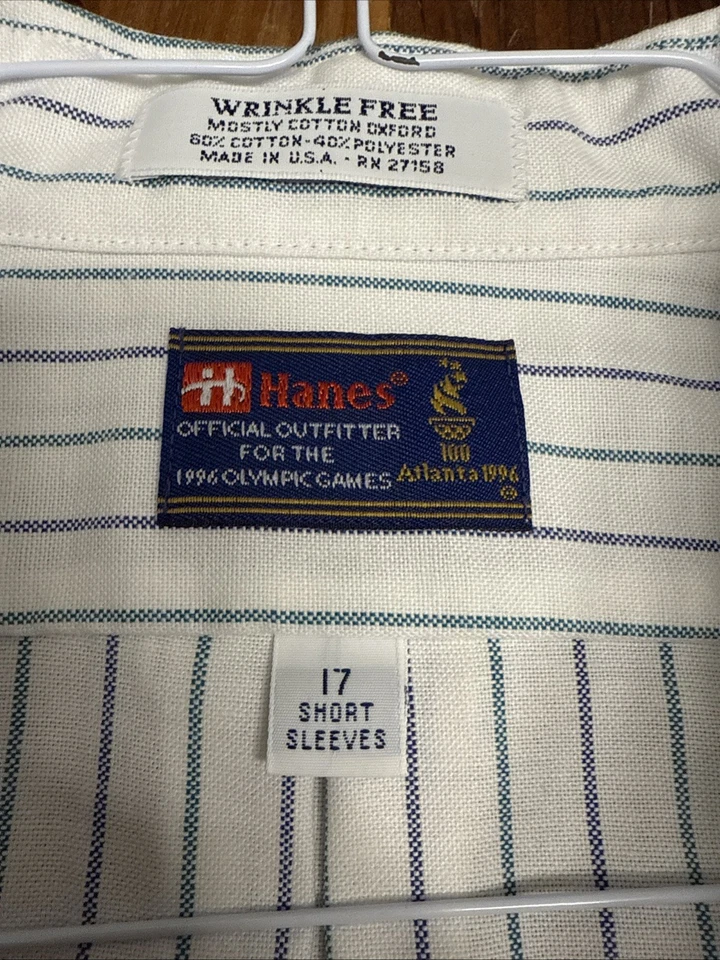 WRINKLE FREE
MOSTLY COTTON OXFORD
60% COTTON-40% POLYESTER
MADE IN U.S.A. - RN 27158
Hanes®
OFFICIAL OUTFITTER
FOR THE
1996 OLYMPIC GAMES
100
Atlanta 1996
®
17
SHORT
SLEEVES